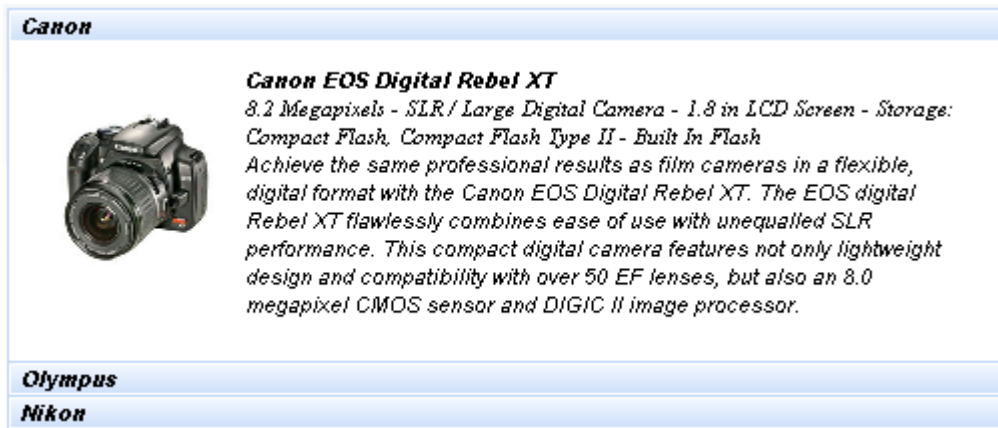 Canon
Canon EOS Digital Rebel XT
8.2 Megapixels - SLR / Large Digital Camera - 1.8 in LCD Screen - Storage:
Compact Flash, Compact Flash Type II - Built In Flash
Achieve the same professional results as film cameras in a flexible,
digital format with the Canon EOS Digital Rebel XT. The EOS digital
Rebel XT flawlessly combines ease of use with unequalled SLR
performance. This compact digital camera features not only lightweight
design and compatibility with over 50 EF lenses, but also an 8.0
megapixel CMOS sensor and DIGIC II image processor.
Olympus
Nikon